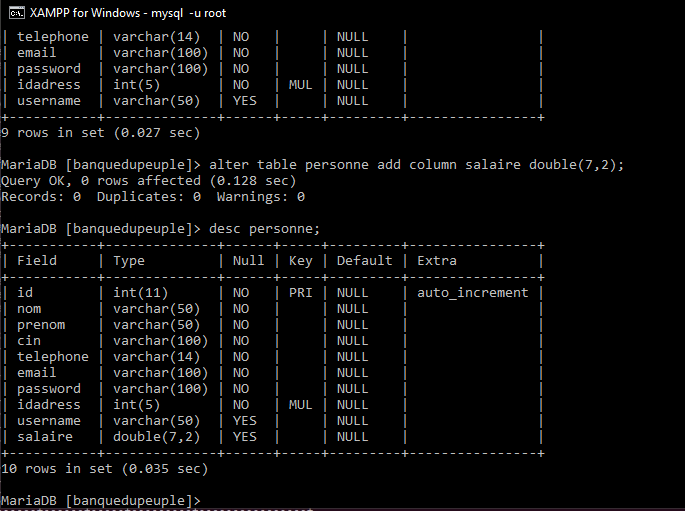 XAMPP for Windows - mysql -u root
| telephone | varchar(14) | NO | | NULL | |
| email | varchar(100) | NO | | NULL | |
| password | varchar(100) | NO | | NULL | |
| idadress | int(5) | NO | MUL | NULL | |
| username | varchar(50) | YES | | NULL | |
+-----------+--------------+------+-----+---------+----------------+
9 rows in set (0.027 sec)
MariaDB [banquedupeuple]> alter table personne add column salaire double(7,2);
Query OK, 0 rows affected (0.128 sec)
Records: 0 Duplicates: 0 Warnings: 0
MariaDB [banquedupeuple]> desc personne;
+-----------+--------------+------+-----+---------+----------------+
| Field | Type | Null | Key | Default | Extra |
+-----------+--------------+------+-----+---------+----------------+
| id | int(11) | NO | PRI | NULL | auto_increment |
| nom | varchar(50) | NO | | NULL | |
| prenom | varchar(50) | NO | | NULL | |
| cin | varchar(100) | NO | | NULL | |
| telephone | varchar(14) | NO | | NULL | |
| email | varchar(100) | NO | | NULL | |
| password | varchar(100) | NO | | NULL | |
| idadress | int(5) | NO | MUL | NULL | |
| username | varchar(50) | YES | | NULL | |
| salaire | double(7,2) | YES | | NULL | |
+-----------+--------------+------+-----+---------+----------------+
10 rows in set (0.035 sec)
MariaDB [banquedupeuple]>